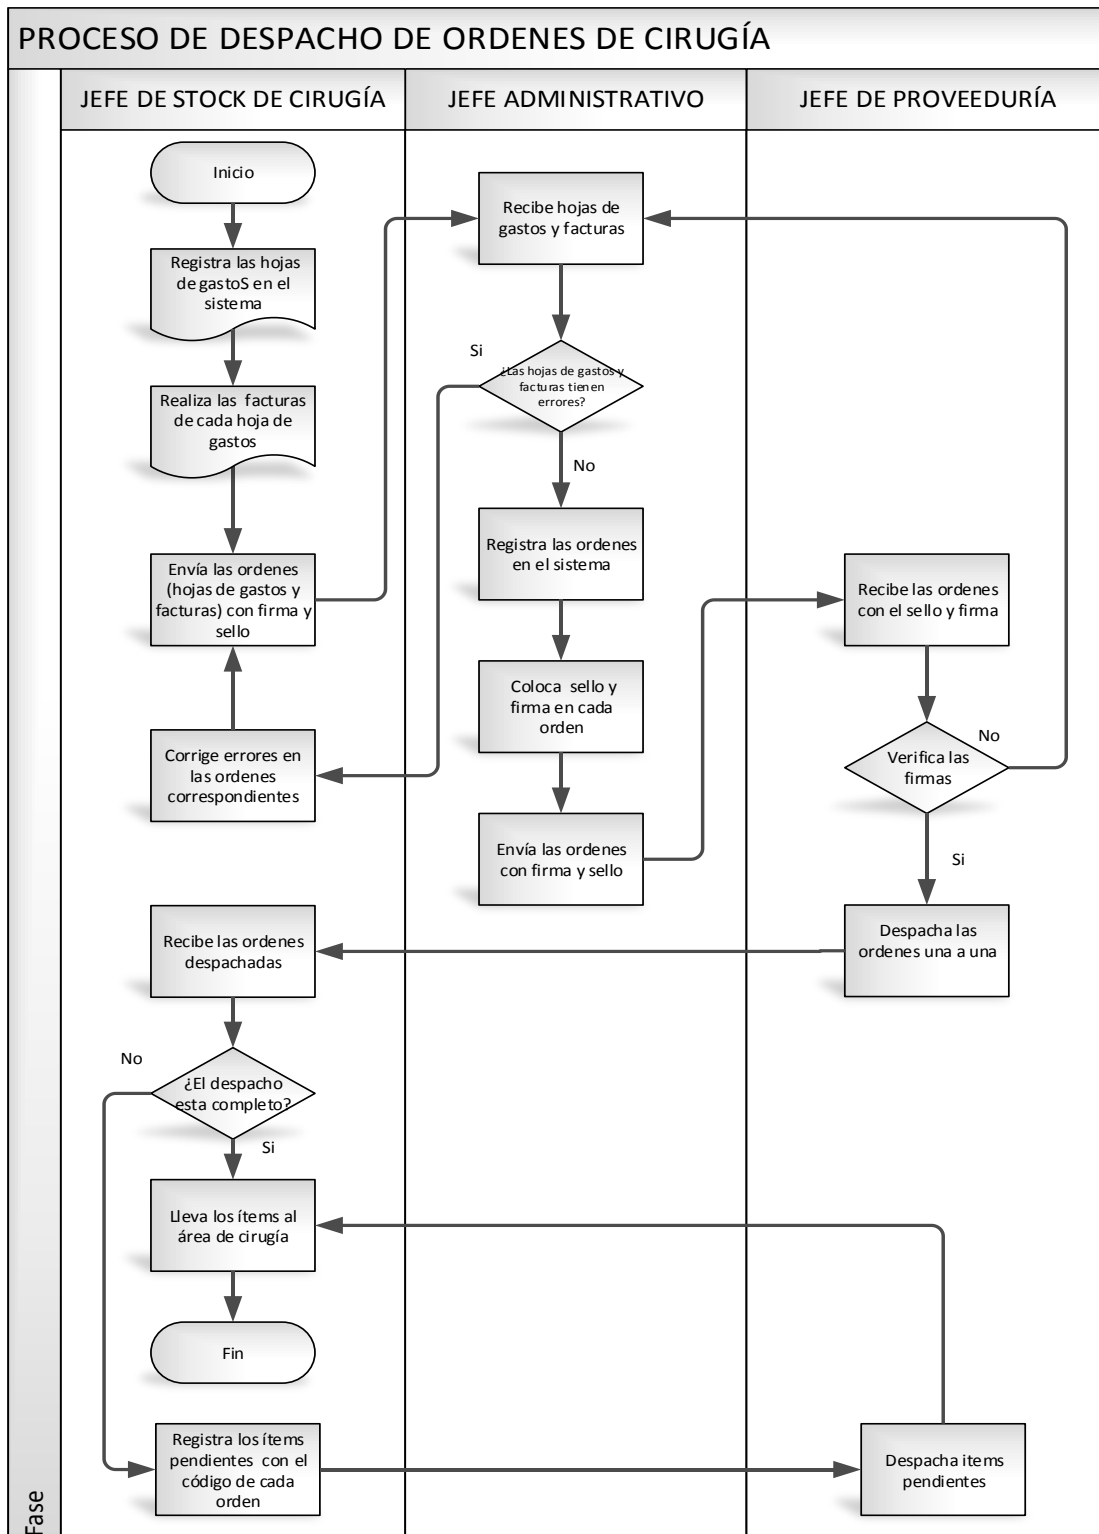 PROCESO DE DESPACHO DE ORDENES DE CIRUGÍA
JEFE DE STOCK DE CIRUGÍA
JEFE ADMINISTRATIVO
JEFE DE PROVEEDURÍA
Inicio
Registra las hojas
de gastoS en el
sistema
Realiza las facturas
de cada hoja de
gastos
Envía las ordenes
(hojas de gastos y
facturas) con firma y
sello
Corrige errores en
las ordenes
correspondientes
Recibe hojas de
gastos y facturas
Si
¿Las hojas de gastos y
facturas tienen
errores?
No
Registra las ordenes
en el sistema
Coloca sello y
firma en cada
orden
Envía las ordenes
con firma y sello
Recibe las ordenes
con el sello y firma
No
Verifica las
firmas
Si
Despacha las
ordenes una a una
Recibe las ordenes
despachadas
No
¿El despacho
esta completo?
Si
Lleva los ítems al
área de cirugía
Fin
Registra los ítems
pendientes con el
código de cada
orden
Despacha items
pendientes
Fase